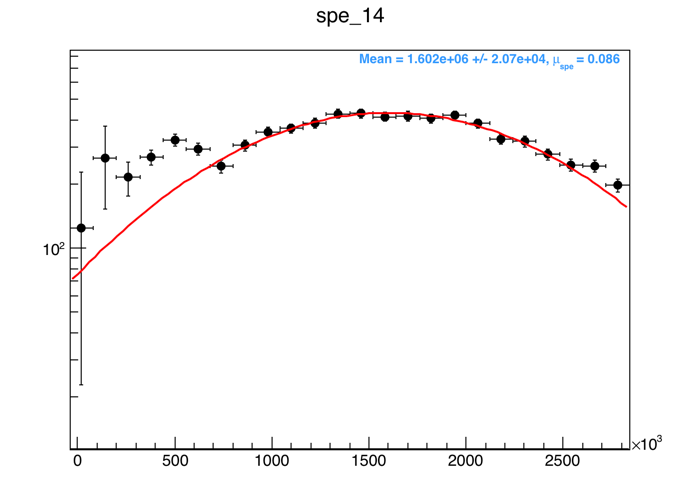 spe_14
Mean = 1.602e+06 +/- 2.07e+04, μspe = 0.086
10²
×10³
0 500 1000 1500 2000 2500